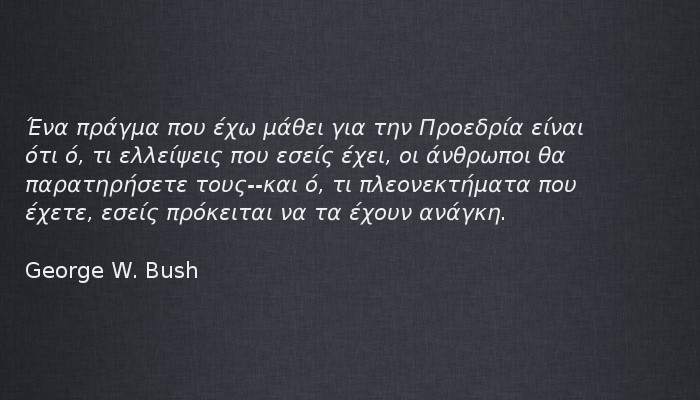 Ένα πράγμα που έχω μάθει για την Προεδρία είναι
ότι ό, τι ελλείψεις που εσείς έχει, οι άνθρωποι θα
παρατηρήσετε τους--και ό, τι πλεονεκτήματα που
έχετε, εσείς πρόκειται να τα έχουν ανάγκη.
George W. Bush